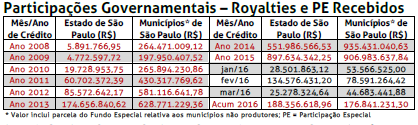 Participações Governamentais – Royalties e PE Recebidos
Mês/Ano de Crédito Estado de São Paulo (R$) Municípios* de São Paulo (R$) Mês/Ano de Crédito Estado de São Paulo (R$) Municípios* de São Paulo (R$)
Ano 2008 5.891.766,95 264.471.009,12 Ano 2014 551.986.566,53 935.431.040,63
Ano 2009 4.772.597,72 197.950.407,52 Ano 2015 897.634.342,25 906.983.637,84
Ano 2010 19.728.953,75 265.894.230,86 jan/16 28.501.863,12 53.566.525,00
Ano 2011 60.702.372,39 430.317.769,62 fev/16 134.576.431,20 78.591.264,42
Ano 2012 85.572.642,17 581.116.641,78 mar/16 25.278.324,64 44.683.441,88
Ano 2013 174.656.840,62 628.771.229,36 Acum 2016 188.356.618,96 176.841.231,30
* Valor inclui parcela do Fundo Especial relativa aos municípios não produtores; PE = Participação Especial